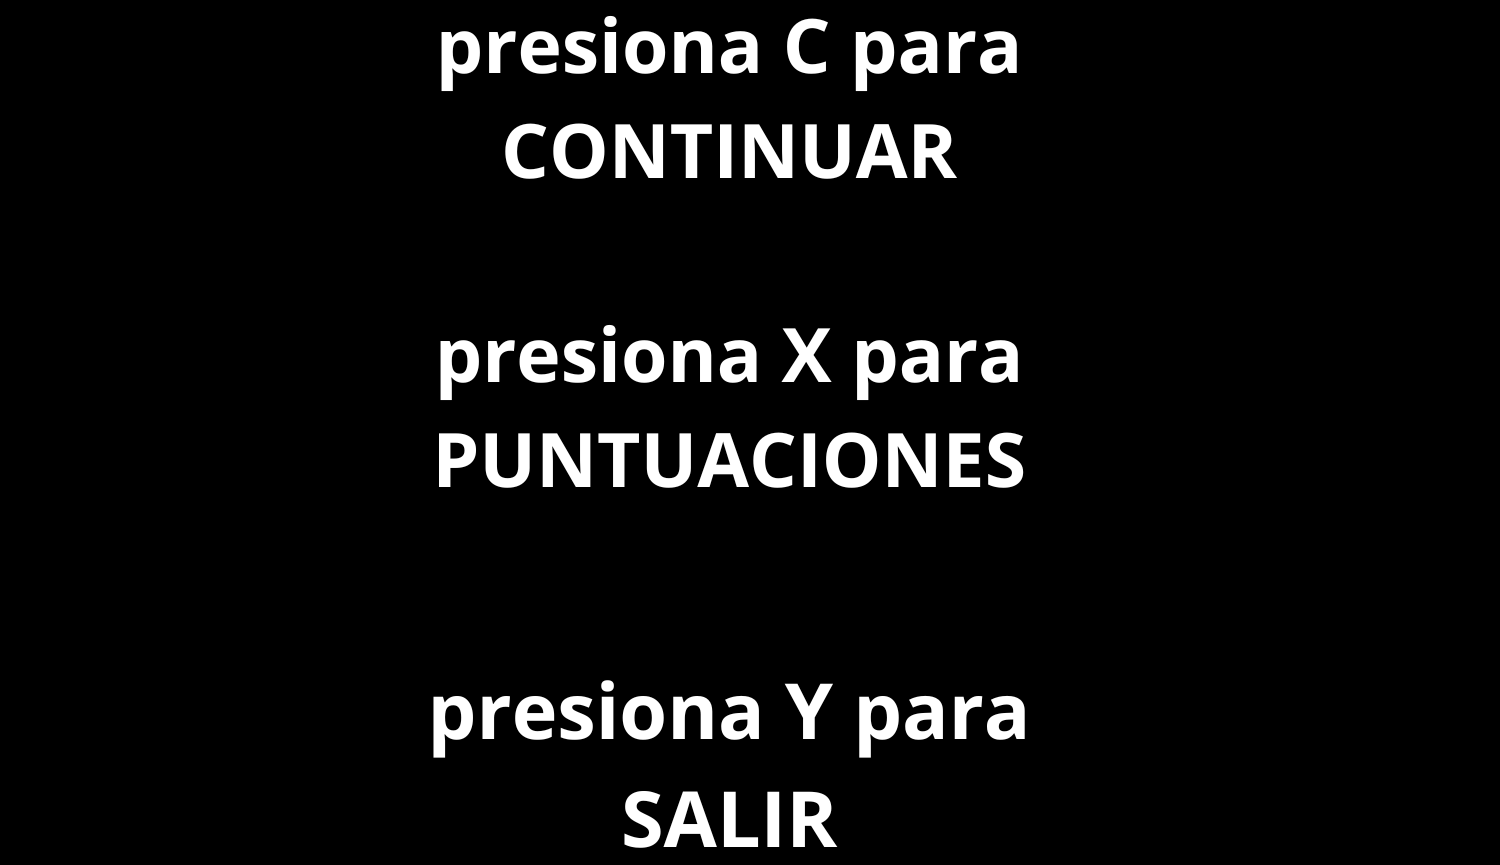 presiona C para
CONTINUAR
presiona X para
PUNTUACIONES
presiona Y para
SALIR